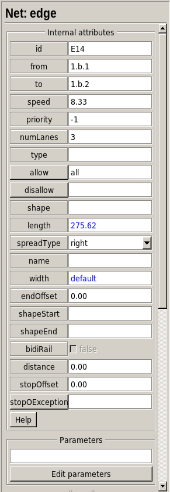 Net: edge
Internal attributes
id E14
from 1.b.1
to 1.b.2
speed 8.33
priority -1
numLanes 3
type
allow all
disallow
shape
length 275.62
spreadType right
name
width default
endOffset 0.00
shapeStart
shapeEnd
bidiRail false
distance 0.00
stopOffset 0.00
stopOException
Help
Parameters
Edit parameters